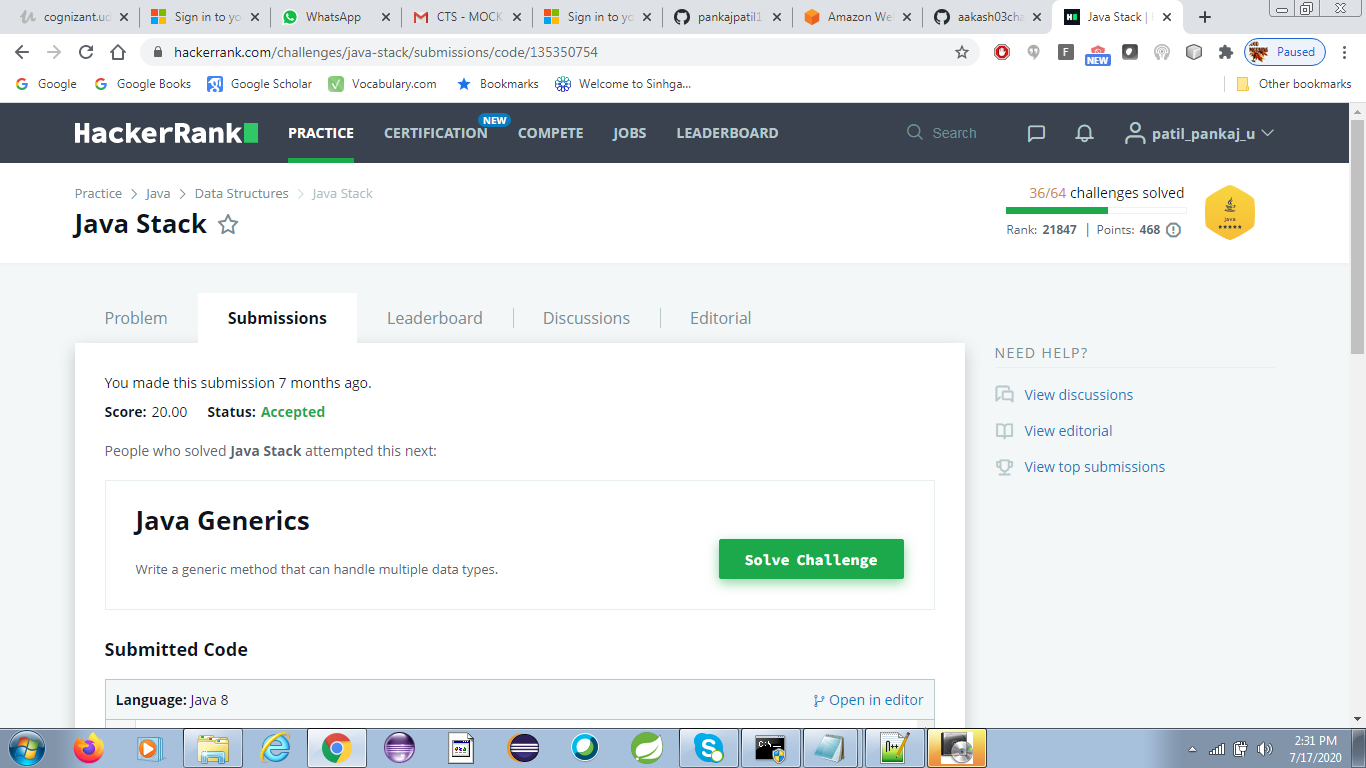 cognizant.ud
Sign in to yo
WhatsApp
CTS - MOCK
Sign in to yo
pankajpatil1
Amazon We
aakash03cha
Java Stack |
hackerrank.com/challenges/java-stack/submissions/code/135350754
F
NEW
Paused
Google
Google Books
Google Scholar
Vocabulary.com
Bookmarks
Welcome to Sinhga...
Other bookmarks
HackerRank
PRACTICE
CERTIFICATION
NEW
COMPETE
JOBS
LEADERBOARD
Search
patil_pankaj_u
Practice > Java > Data Structures > Java Stack
Java Stack
36/64 challenges solved
Rank: 21847 | Points: 468
Java
Problem
Submissions
Leaderboard
Discussions
Editorial
You made this submission 7 months ago.
Score: 20.00 Status: Accepted
People who solved Java Stack attempted this next:
Java Generics
Write a generic method that can handle multiple data types.
Solve Challenge
NEED HELP?
View discussions
View editorial
View top submissions
Submitted Code
Language: Java 8
Open in editor
2:31 PM
7/17/2020